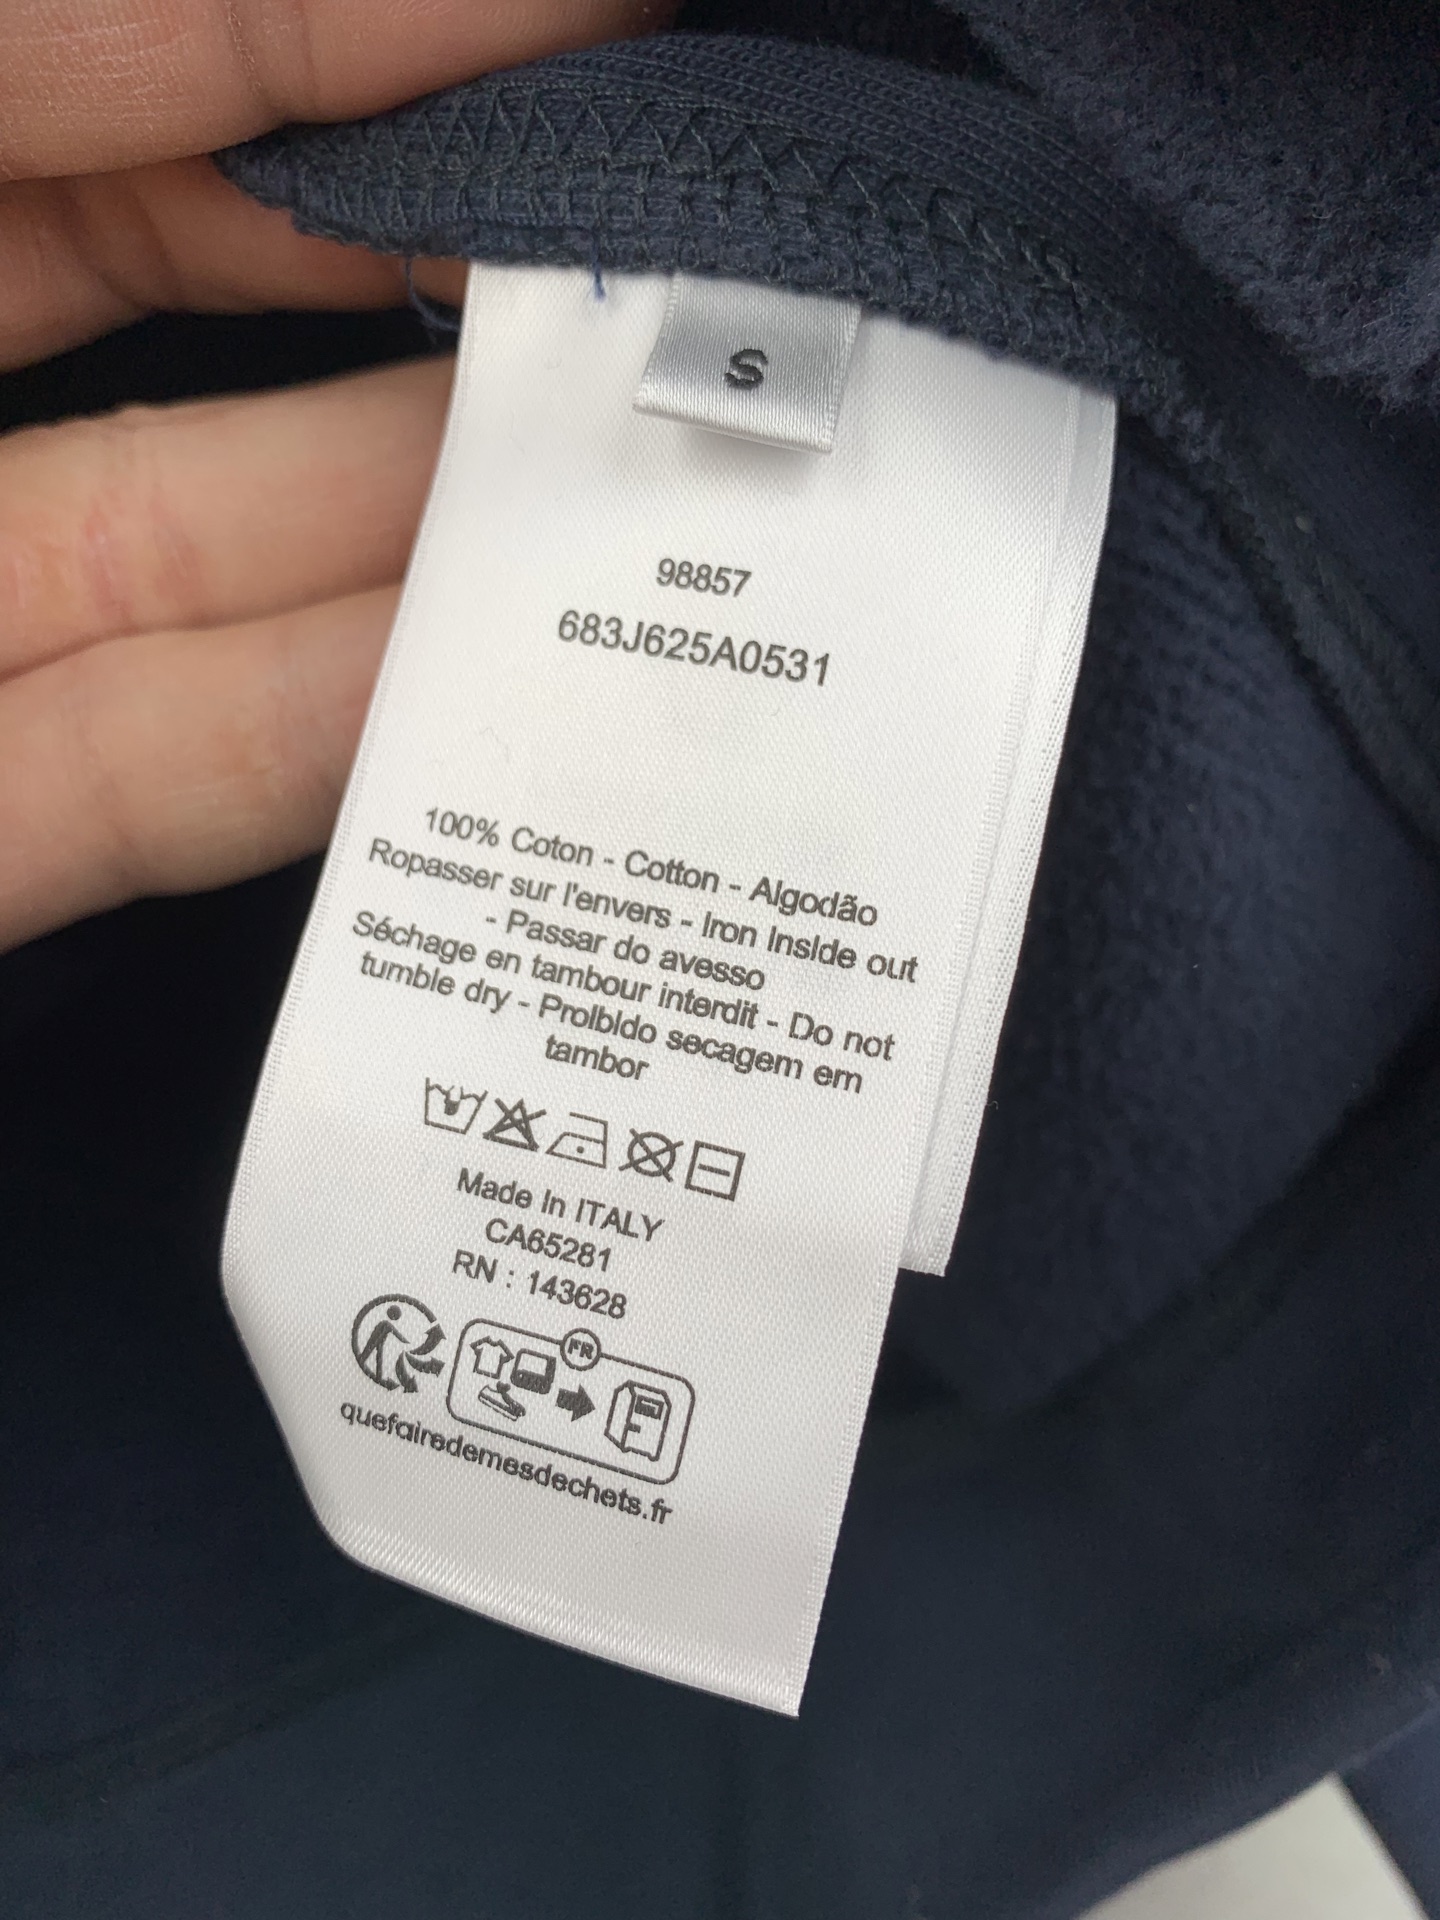 S
98857
683J625A0531
100% Coton - Cotton - Algodão
Ropasser sur l'envers - Iron Inside out
- Passar do avesso
Séchage en tambour interdit - Do not
tumble dry - Proibido secagem em
tambor
Made In ITALY
CA65281
RN : 143628
FR
quefairedemesdechets.fr